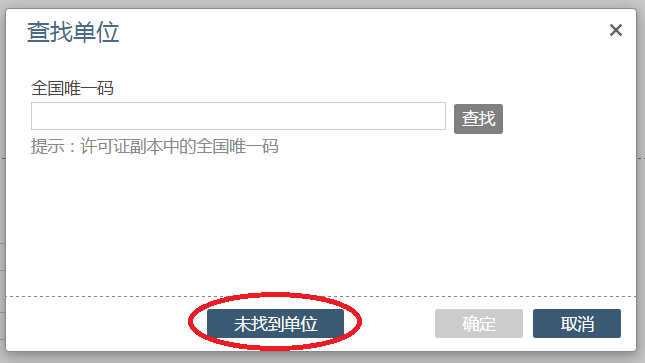 查找单位
全国唯一码
查找
提示：许可证副本中的全国唯一码
未找到单位
确定
取消